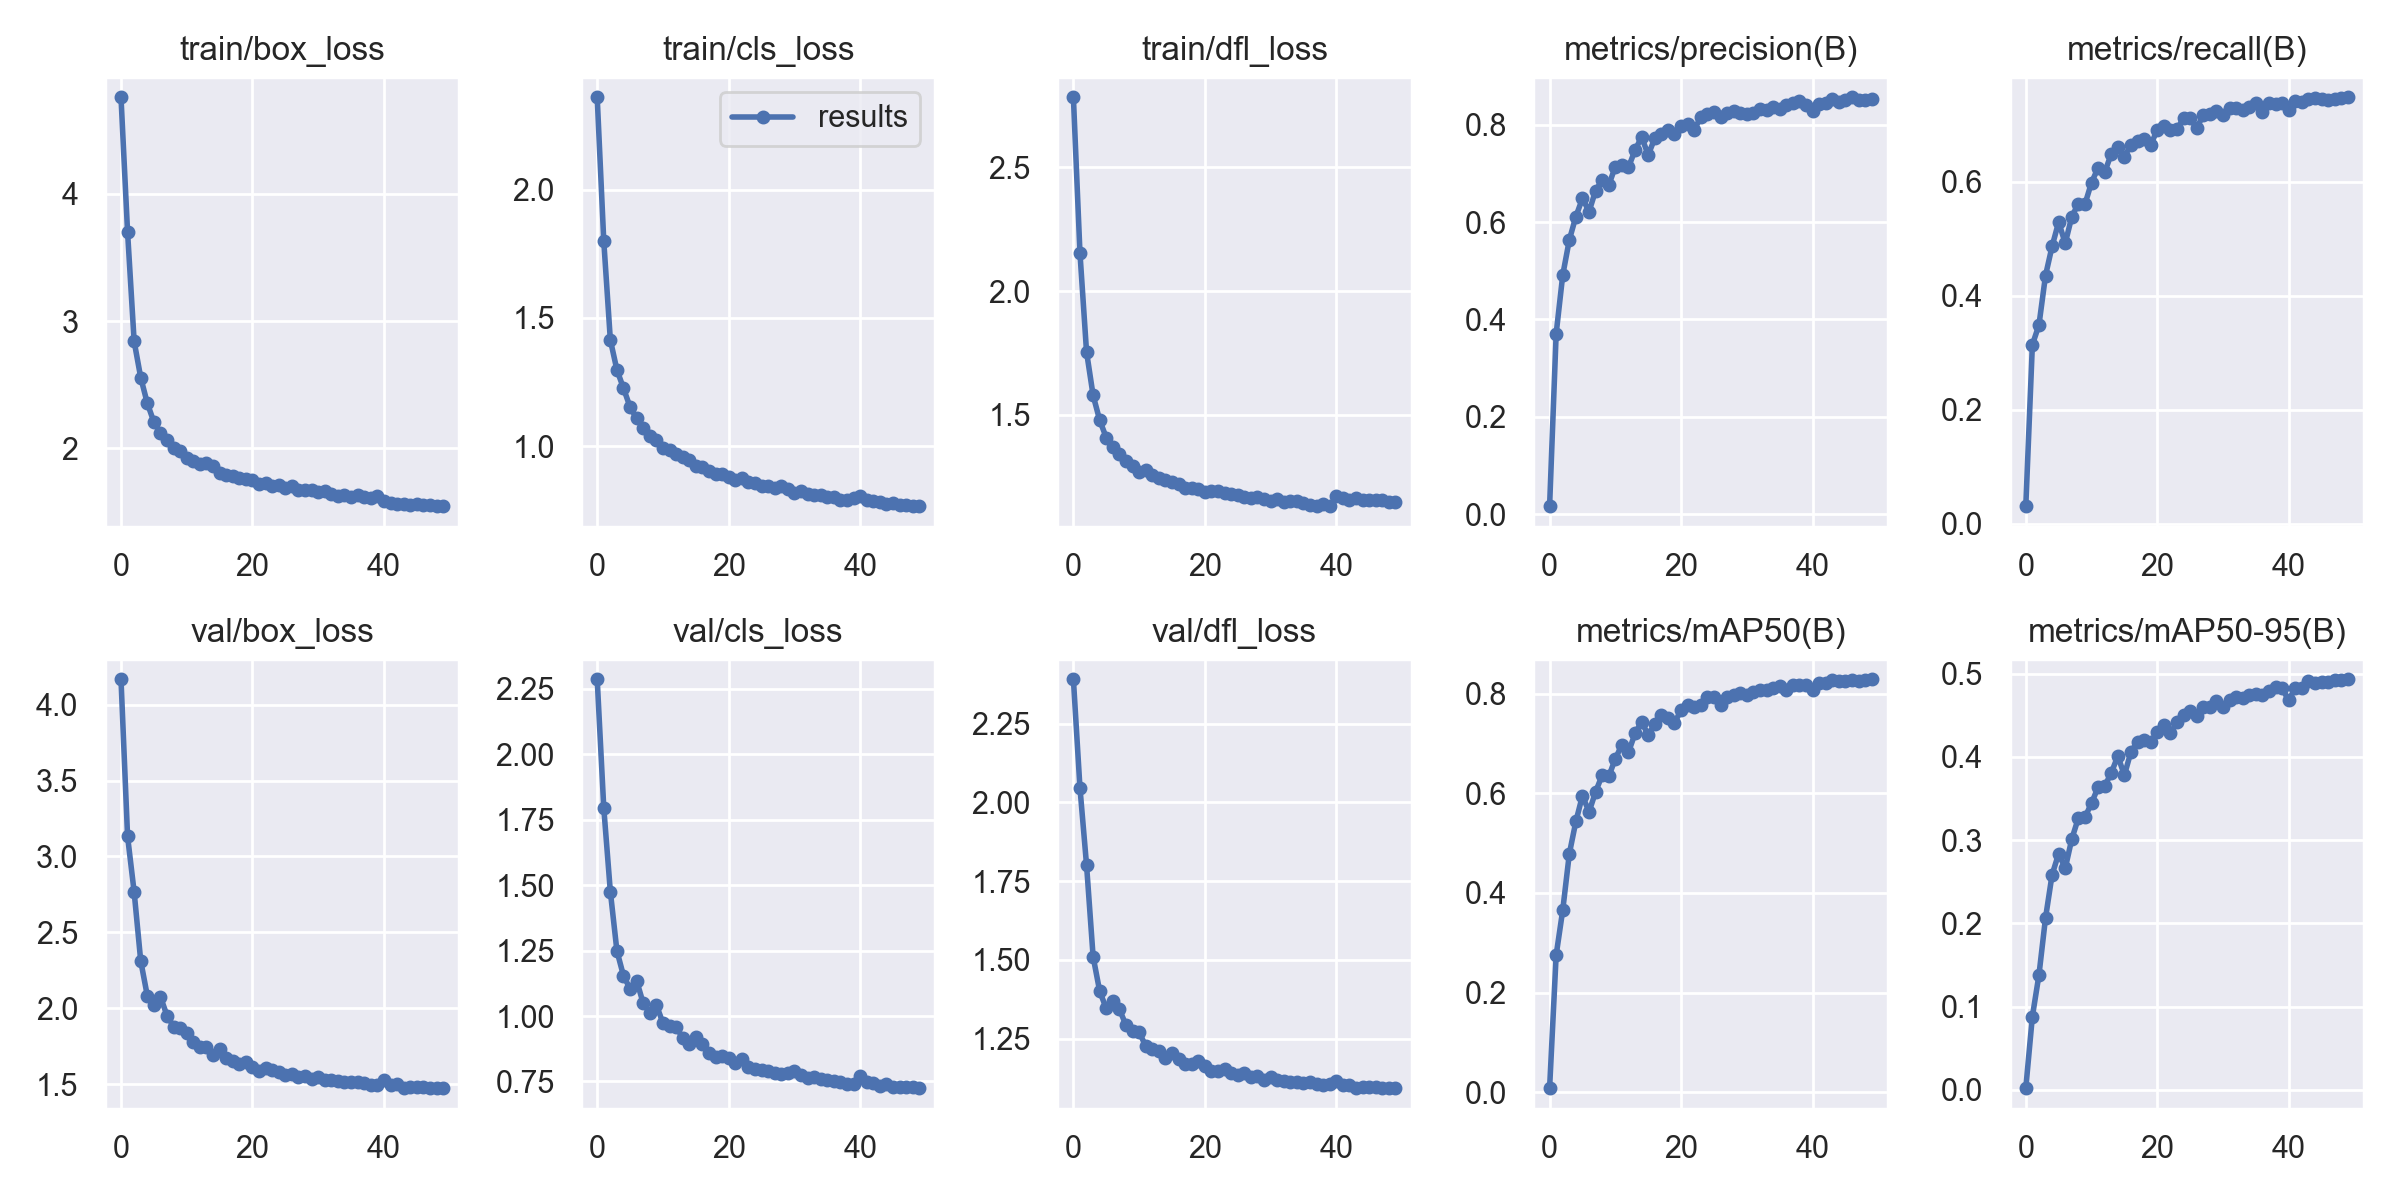 train/box_loss
4
3
2
0 20 40
train/cls_loss
results
2.0
1.5
1.0
0 20 40
train/dfl_loss
2.5
2.0
1.5
0 20 40
metrics/precision(B)
0.8
0.6
0.4
0.2
0.0
0 20 40
metrics/recall(B)
0.6
0.4
0.2
0.0
0 20 40
val/box_loss
4.0
3.5
3.0
2.5
2.0
1.5
0 20 40
val/cls_loss
2.25
2.00
1.75
1.50
1.25
1.00
0.75
0 20 40
val/dfl_loss
2.25
2.00
1.75
1.50
1.25
0 20 40
metrics/mAP50(B)
0.8
0.6
0.4
0.2
0.0
0 20 40
metrics/mAP50-95(B)
0.5
0.4
0.3
0.2
0.1
0.0
0 20 40